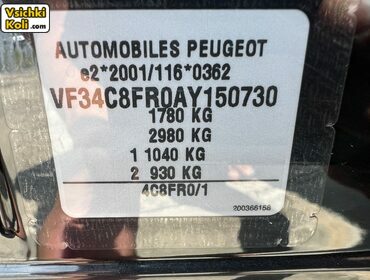 Vsichki
Koli.com
AUTOMOBILES PEUGEOT
e2*2001/116*0362
VF34C8FR0AY150730
1780 KG
2980 KG
1 1040 KG
2 930 KG
4C8FR0/1